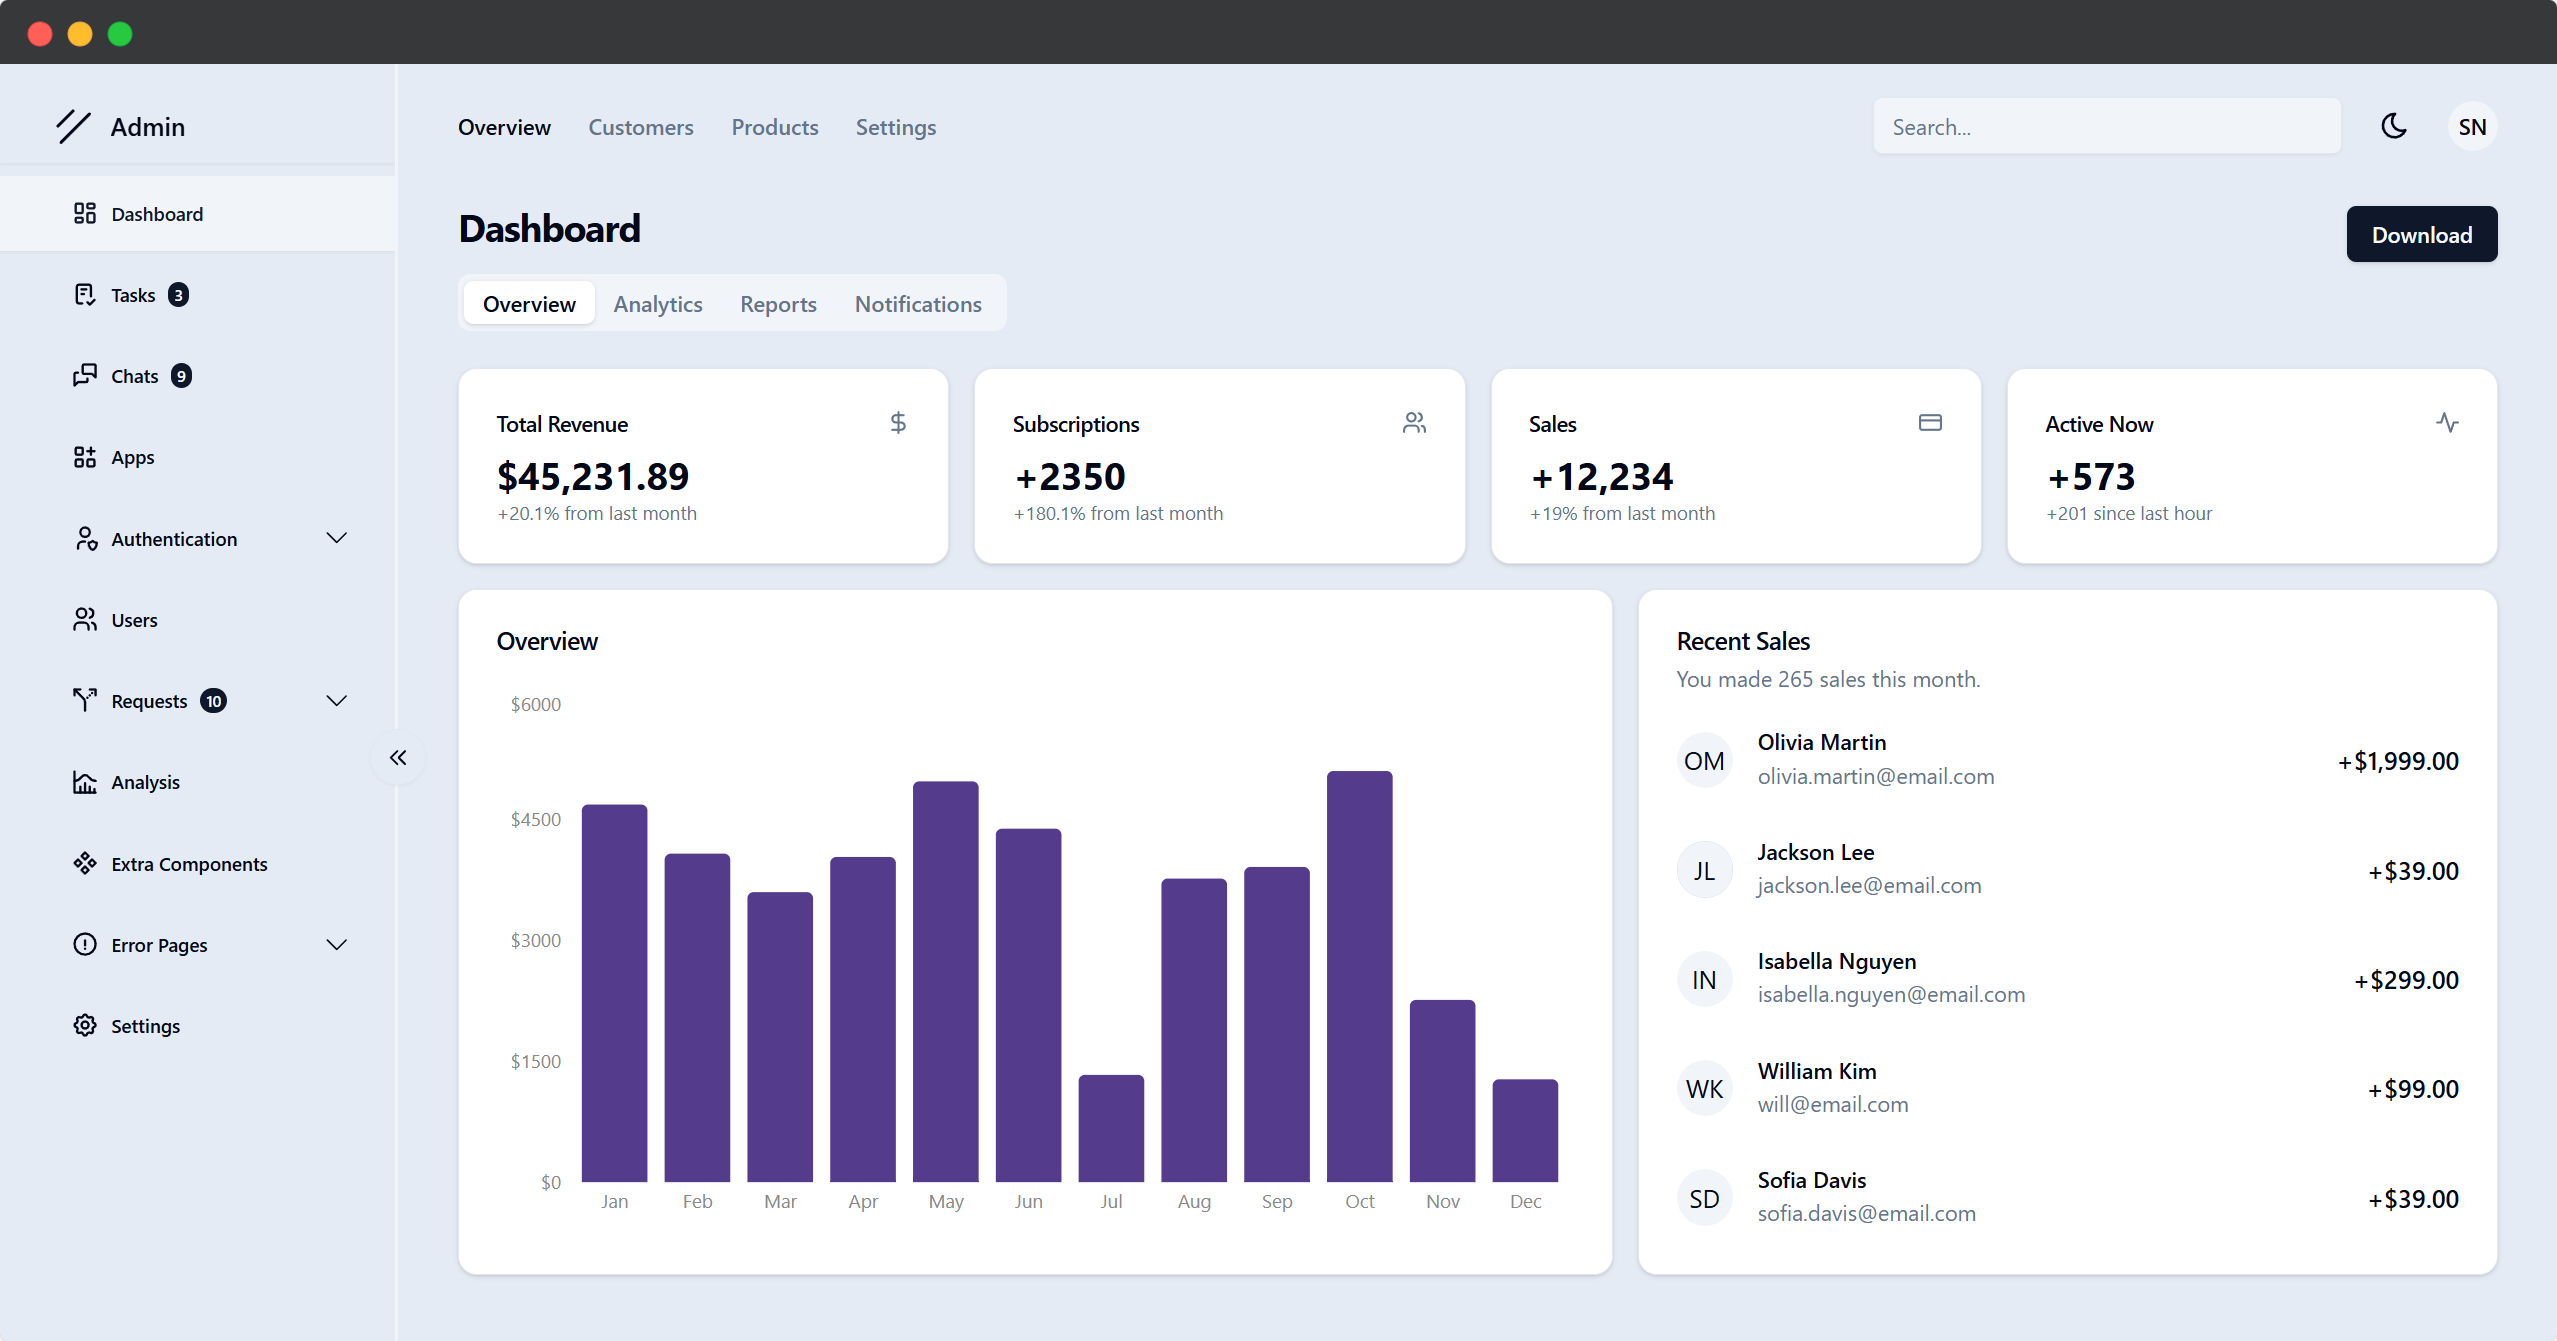 Admin
Dashboard
Tasks 3
Chats 9
Apps
Authentication
Users
Requests 10
Analysis
Extra Components
Error Pages
Settings
Overview Customers Products Settings
Search...
SN
Dashboard
Download
Overview Analytics Reports Notifications
Total Revenue
$45,231.89
+20.1% from last month
Subscriptions
+2350
+180.1% from last month
Sales
+12,234
+19% from last month
Active Now
+573
+201 since last hour
Overview
$6000
$4500
$3000
$1500
$0
Jan Feb Mar Apr May Jun Jul Aug Sep Oct Nov Dec
Recent Sales
You made 265 sales this month.
OM
Olivia Martin
olivia.martin@email.com
+$1,999.00
JL
Jackson Lee
jackson.lee@email.com
+$39.00
IN
Isabella Nguyen
isabella.nguyen@email.com
+$299.00
WK
William Kim
will@email.com
+$99.00
SD
Sofia Davis
sofia.davis@email.com
+$39.00